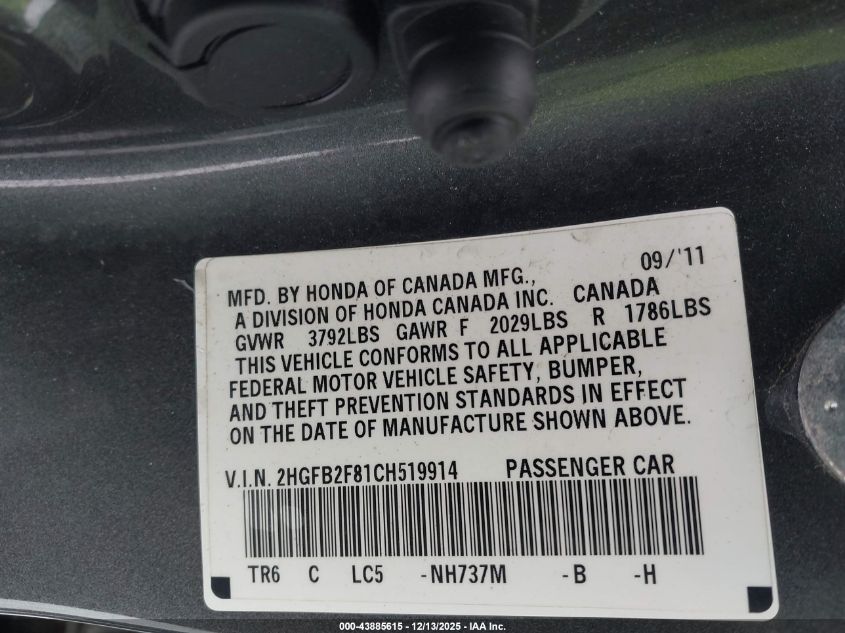 09/'11
MFD. BY HONDA OF CANADA MFG.,
A DIVISION OF HONDA CANADA INC. CANADA
GVWR 3792LBS GAWR F 2029LBS R 1786LBS
THIS VEHICLE CONFORMS TO ALL APPLICABLE
FEDERAL MOTOR VEHICLE SAFETY, BUMPER,
AND THEFT PREVENTION STANDARDS IN EFFECT
ON THE DATE OF MANUFACTURE SHOWN ABOVE.
V.I.N. 2HGFB2F81CH519914 PASSENGER CAR
TR6 C LC5 -NH737M -B -H
000-43885615 - 12/13/2025 - IAA Inc.